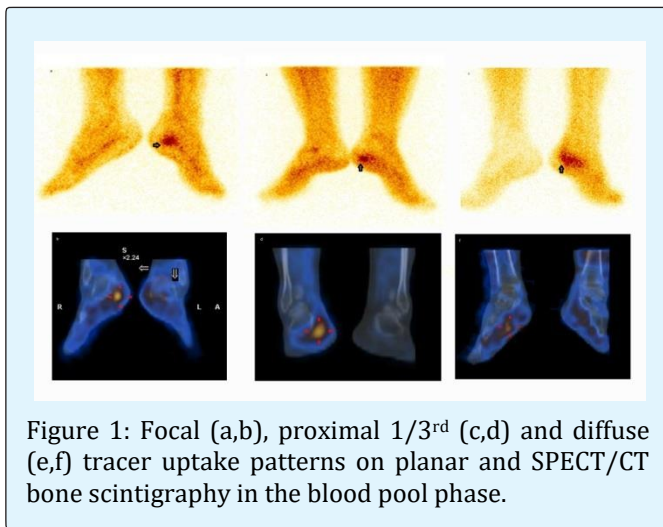 S
×2.24
R
L A
Figure 1: Focal (a,b), proximal 1/3rd (c,d) and diffuse
(e,f) tracer uptake patterns on planar and SPECT/CT
bone scintigraphy in the blood pool phase.